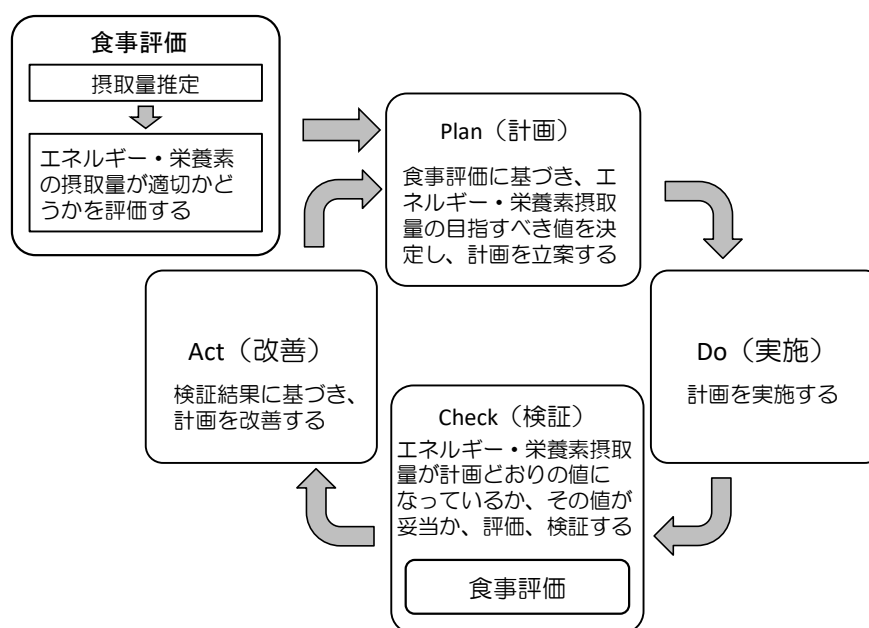 食事評価
摂取量推定
エネルギー・栄養素
の摂取量が適切かど
うかを評価する
Plan（計画）
食事評価に基づき、エ
ネルギー・栄養素摂取
量の目指すべき値を決
定し、計画を立案する
Do（実施）
計画を実施する
Check（検証）
エネルギー・栄養素摂取
量が計画どおりの値に
なっているか、その値が
妥当か、評価、検証する
食事評価
Act（改善）
検証結果に基づき、
計画を改善する